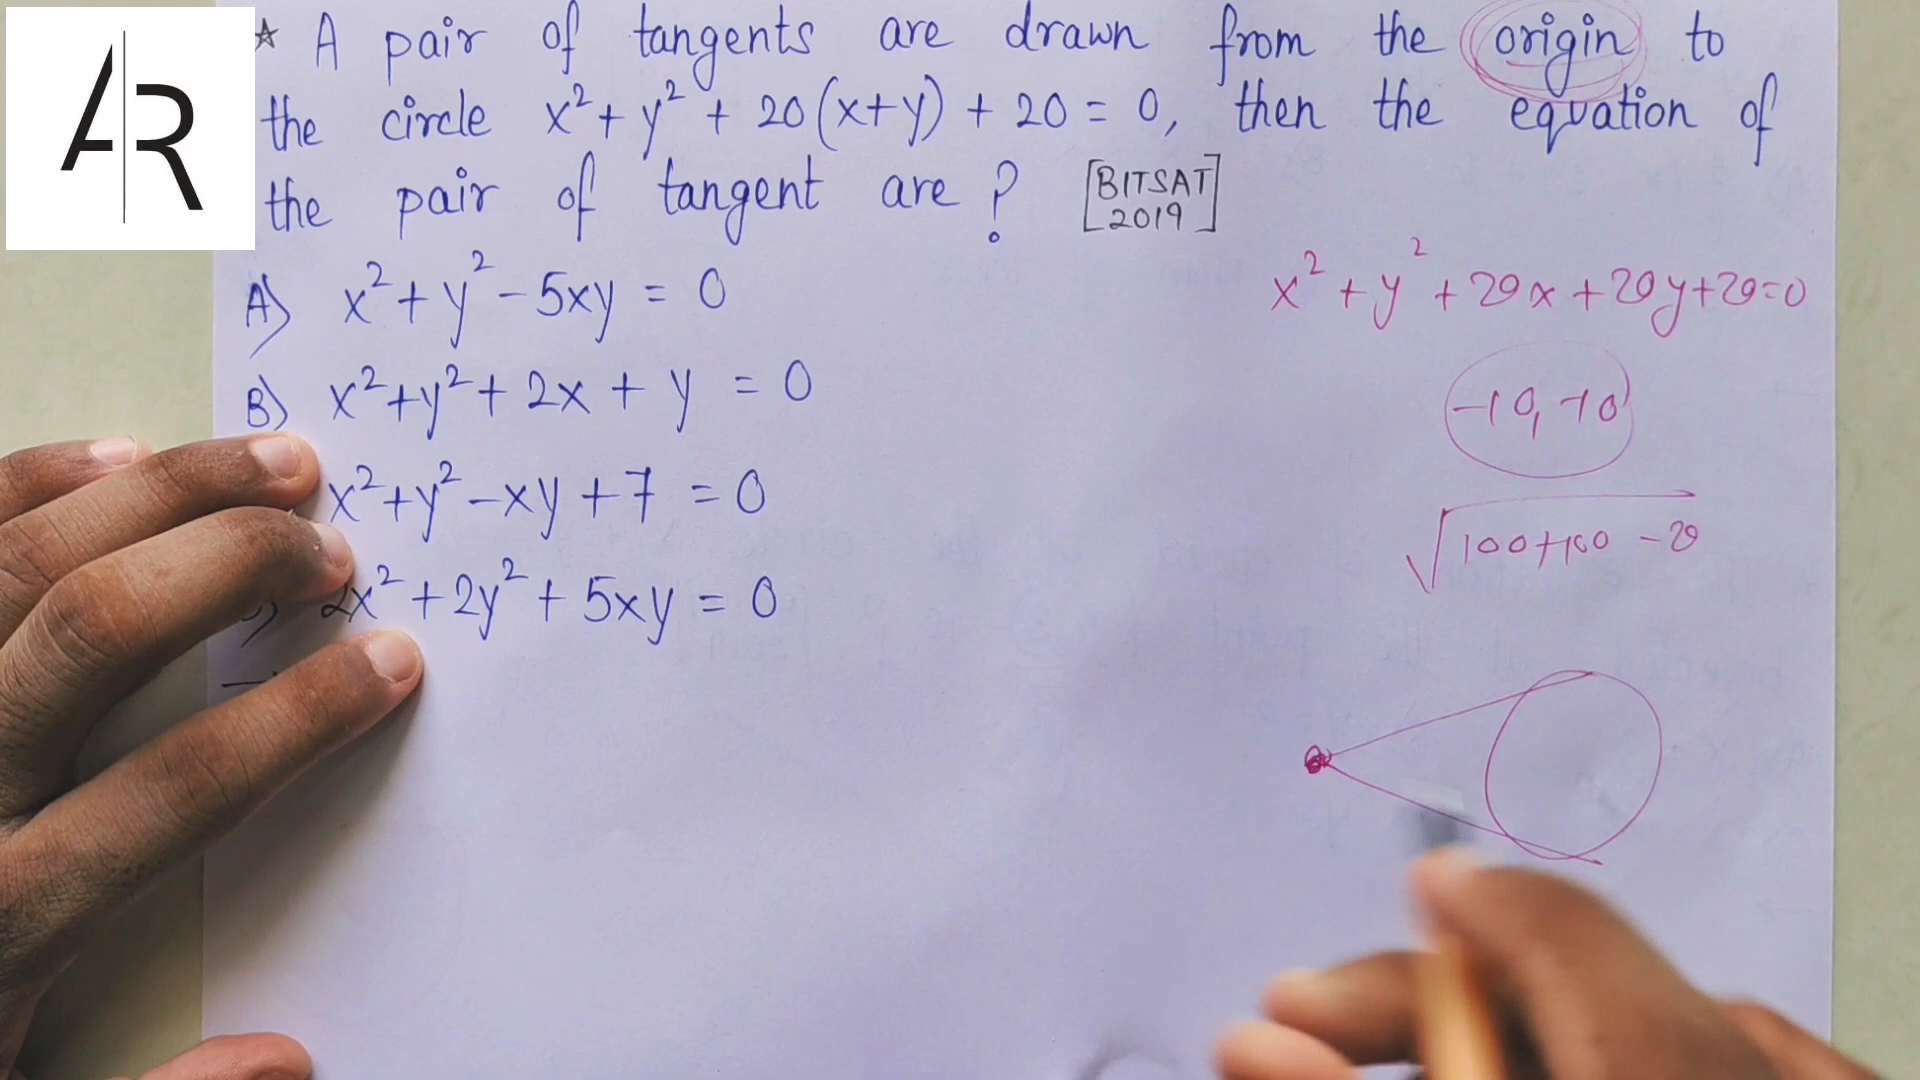 AR
☆ A pair of tangents are drawn from the origin to
the circle x² + y² + 20(x+y) + 20 = 0, then the equation of
the pair of tangent are ? [BITSAT 2019]
A) x² + y² - 5xy = 0
B) x² + y² + 2x + y = 0
x² + y² - xy + 7 = 0
2x² + 2y² + 5xy = 0
x² + y² + 20x + 20y + 20 = 0
-10, -10
√100+100 - 20